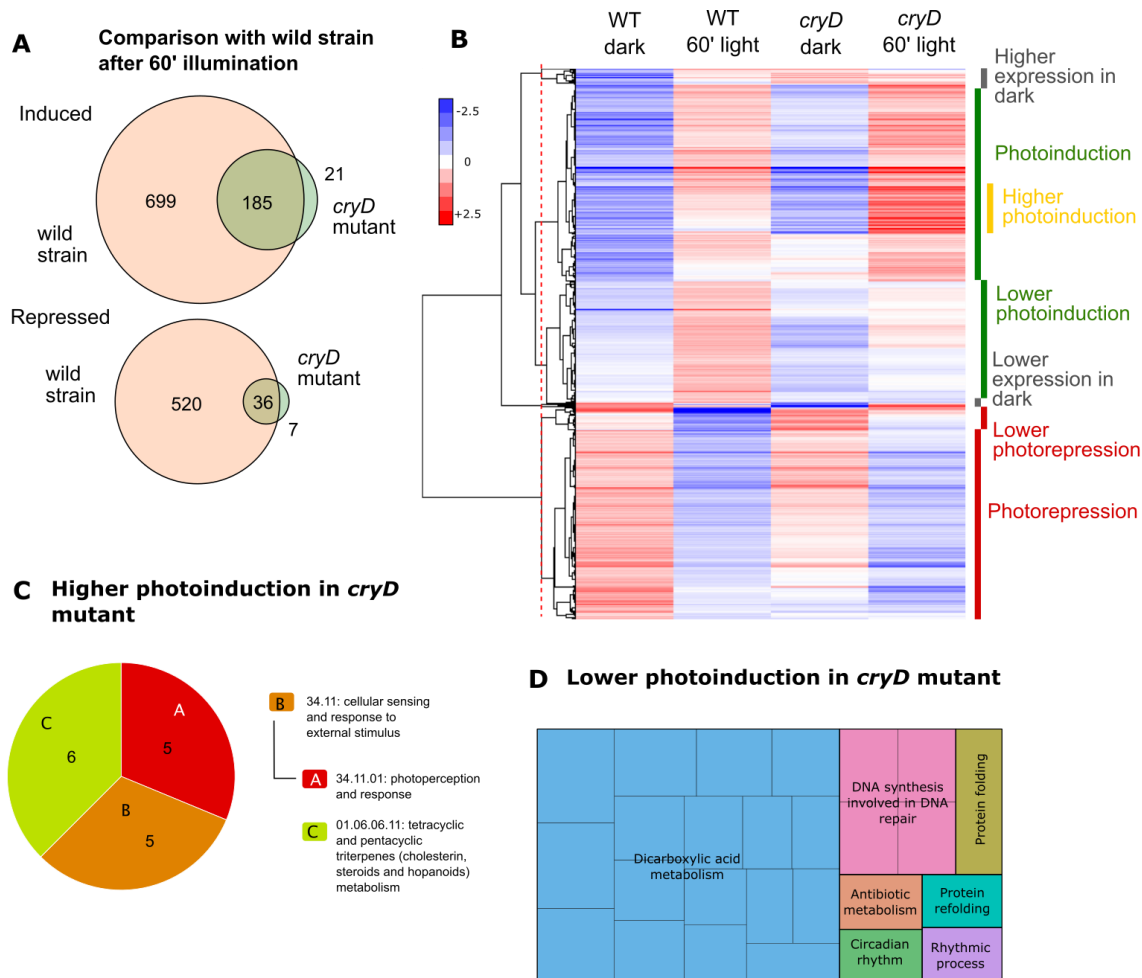 A
Comparison with wild strain
after 60' illumination
Induced
699
185
21
cryD
mutant
wild
strain
Repressed
wild
strain
520
36
cryD
mutant
7
B
WT
dark
WT
60' light
cryD
dark
cryD
60' light
-2.5
0
+2.5
Higher
expression in
dark
Photoinduction
Higher
photoinduction
Lower
photoinduction
Lower
expression in
dark
Lower
photorepression
Photorepression
C Higher photoinduction in cryD
mutant
C
6
A
5
B
5
B
34.11: cellular sensing
and response to
external stimulus
A
34.11.01: photoperception
and response
C
01.06.06.11: tetracyclic
and pentacyclic
triterpenes (cholesterin,
steroids and hopanoids)
metabolism
D Lower photoinduction in cryD mutant
Dicarboxylic acid
metabolism
DNA synthesis
involved in DNA
repair
Protein folding
Antibiotic
metabolism
Protein
refolding
Circadian
rhythm
Rhythmic
process